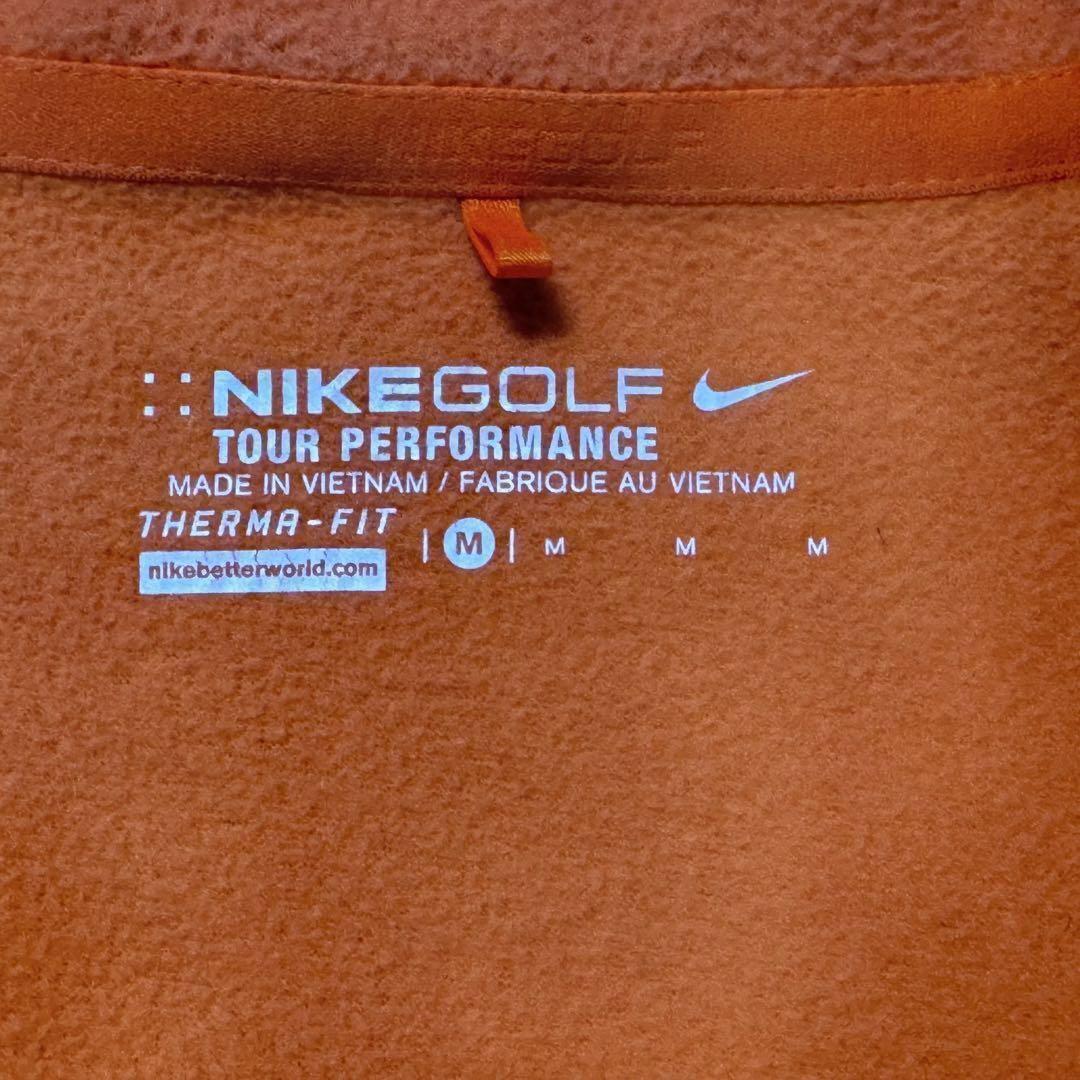 NIKEGOLF
TOUR PERFORMANCE
MADE IN VIETNAM / FABRIQUE AU VIETNAM
THERMA-FIT
nikebetterworld.com
| M | M M M